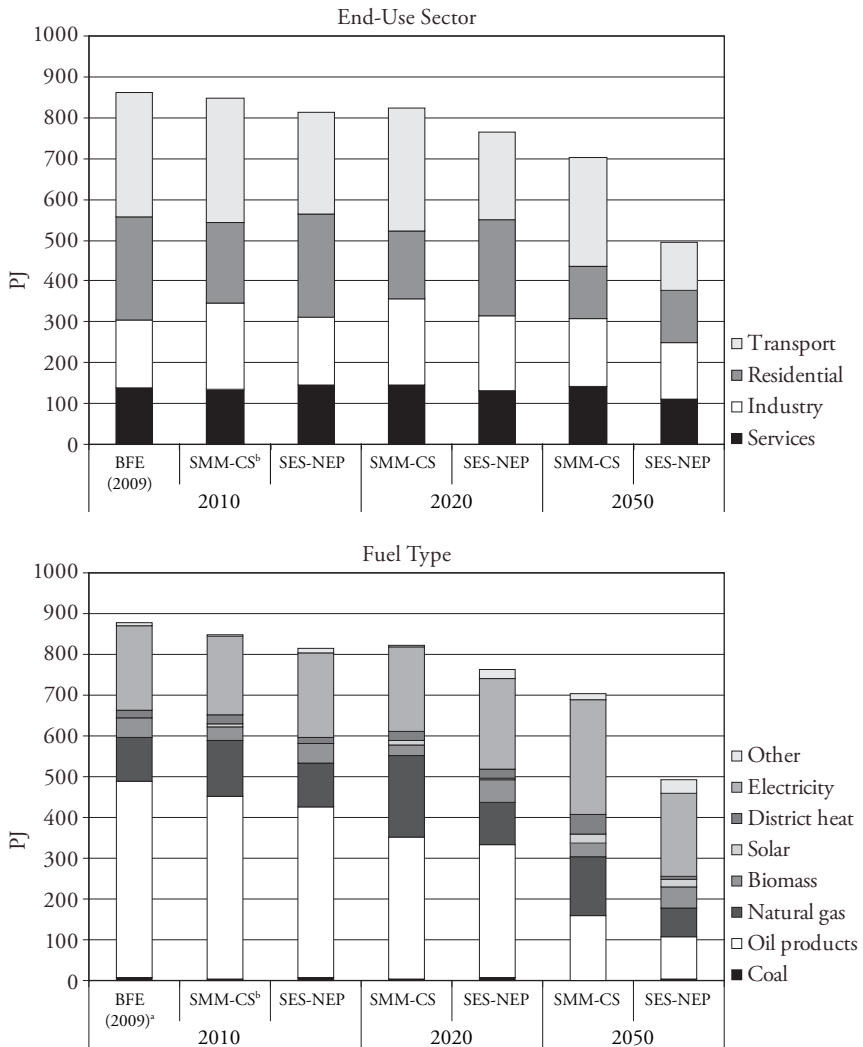 End-Use Sector
1000
900
800
700
600
500
400
300
200
100
0
PJ
Transport
Residential
Industry
Services
BFE SMM-CSᵇ SES-NEP SMM-CS SES-NEP SMM-CS SES-NEP
(2009)
2010 2020 2050
Fuel Type
1000
900
800
700
600
500
400
300
200
100
0
PJ
Other
Electricity
District heat
Solar
Biomass
Natural gas
Oil products
Coal
BFE SMM-CSᵇ SES-NEP SMM-CS SES-NEP SMM-CS SES-NEP
(2009)ᵃ
2010 2020 2050